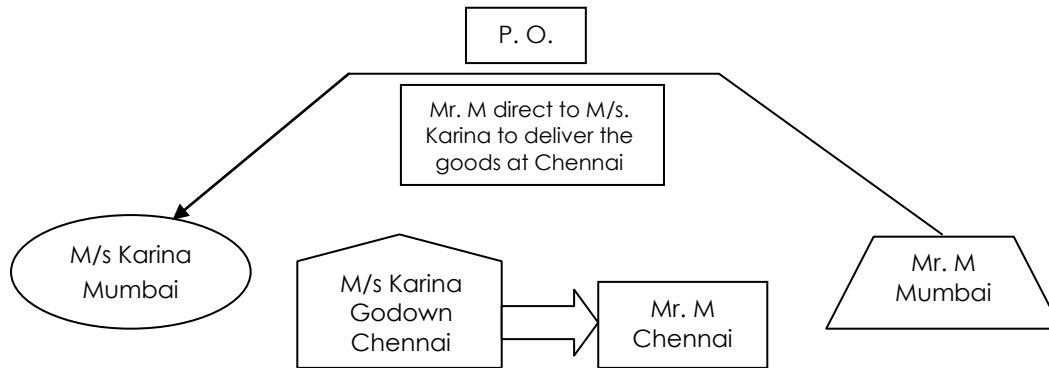 P. O.
Mr. M direct to M/s.
Karina to deliver the
goods at Chennai
M/s Karina
Mumbai
M/s Karina
Godown
Chennai
Mr. M
Chennai
Mr. M
Mumbai